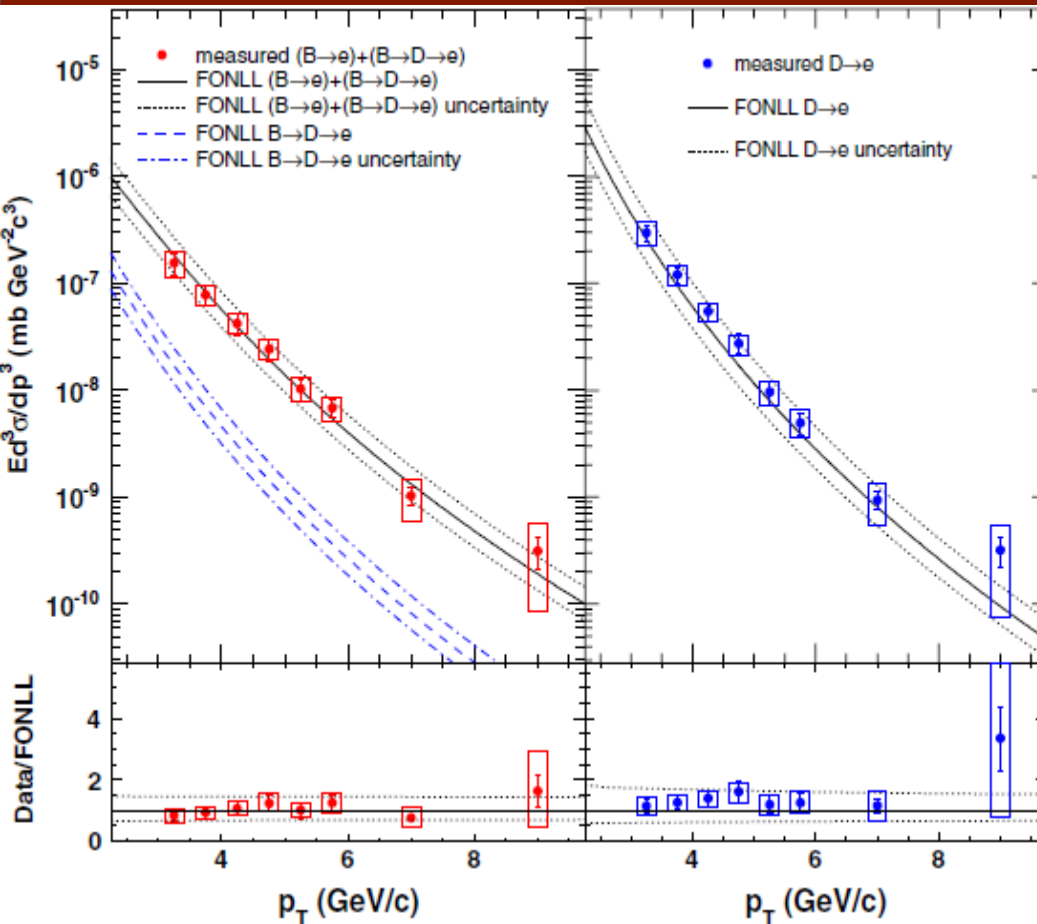 measured (B→e)+(B→D→e)
FONLL (B→e)+(B→D→e)
FONLL (B→e)+(B→D→e) uncertainty
FONLL B→D→e
FONLL B→D→e uncertainty
measured D→e
FONLL D→e
FONLL D→e uncertainty
Ed³σ/dp³ (mb GeV⁻²c³)
10⁻⁵
10⁻⁶
10⁻⁷
10⁻⁸
10⁻⁹
10⁻¹⁰
Data/FONLL
4
2
0
4 6 8
4 6 8
p_T (GeV/c)
p_T (GeV/c)